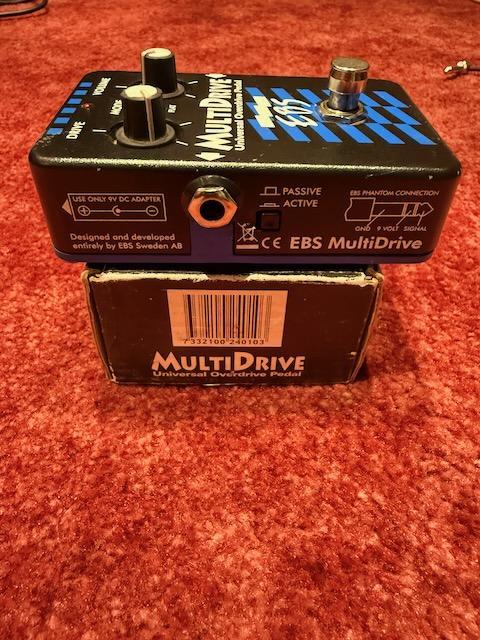 VOLUME
DRIVE
MODE
MULTIDRIVE
Universal Overdrive Pedal
EBS
USE ONLY 9V DC ADAPTER
Designed and developed
entirely by EBS Sweden AB
PASSIVE
ACTIVE
CE EBS MultiDrive
EBS PHANTOM CONNECTION
GND 9 VOLT SIGNAL
7 332100 240103
MULTIDRIVE
Universal Overdrive Pedal